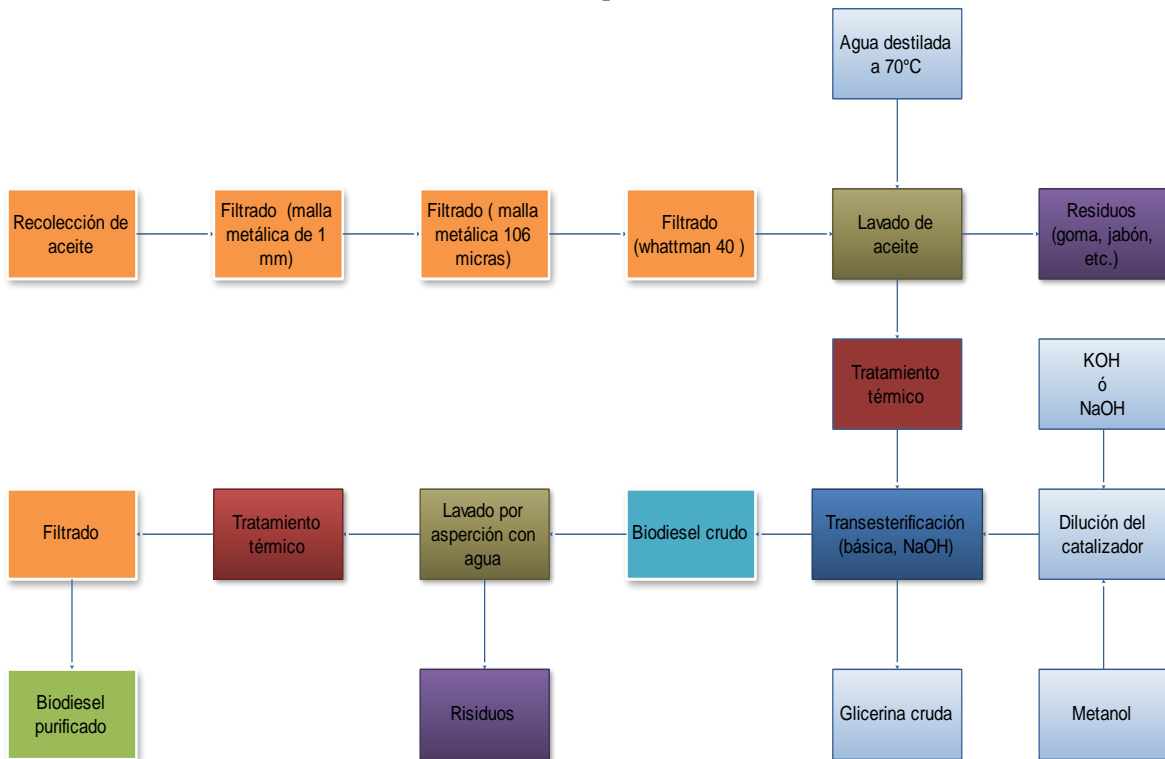 Agua destilada
a 70°C
Recolección de
aceite
Filtrado (malla
metálica de 1
mm)
Filtrado ( malla
metálica 106
micras)
Filtrado
(whattman 40 )
Lavado de
aceite
Residuos
(goma, jabón,
etc.)
Tratamiento
térmico
KOH
ó
NaOH
Filtrado
Tratamiento
térmico
Lavado por
asperción con
agua
Biodiesel crudo
Transesterificación
(básica, NaOH)
Dilución del
catalizador
Biodiesel
purificado
Risiduos
Glicerina cruda
Metanol